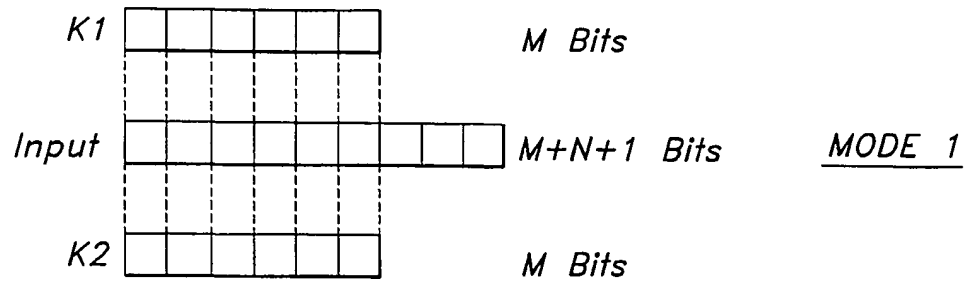 K1 M Bits
Input M+N+1 Bits MODE 1
K2 M Bits